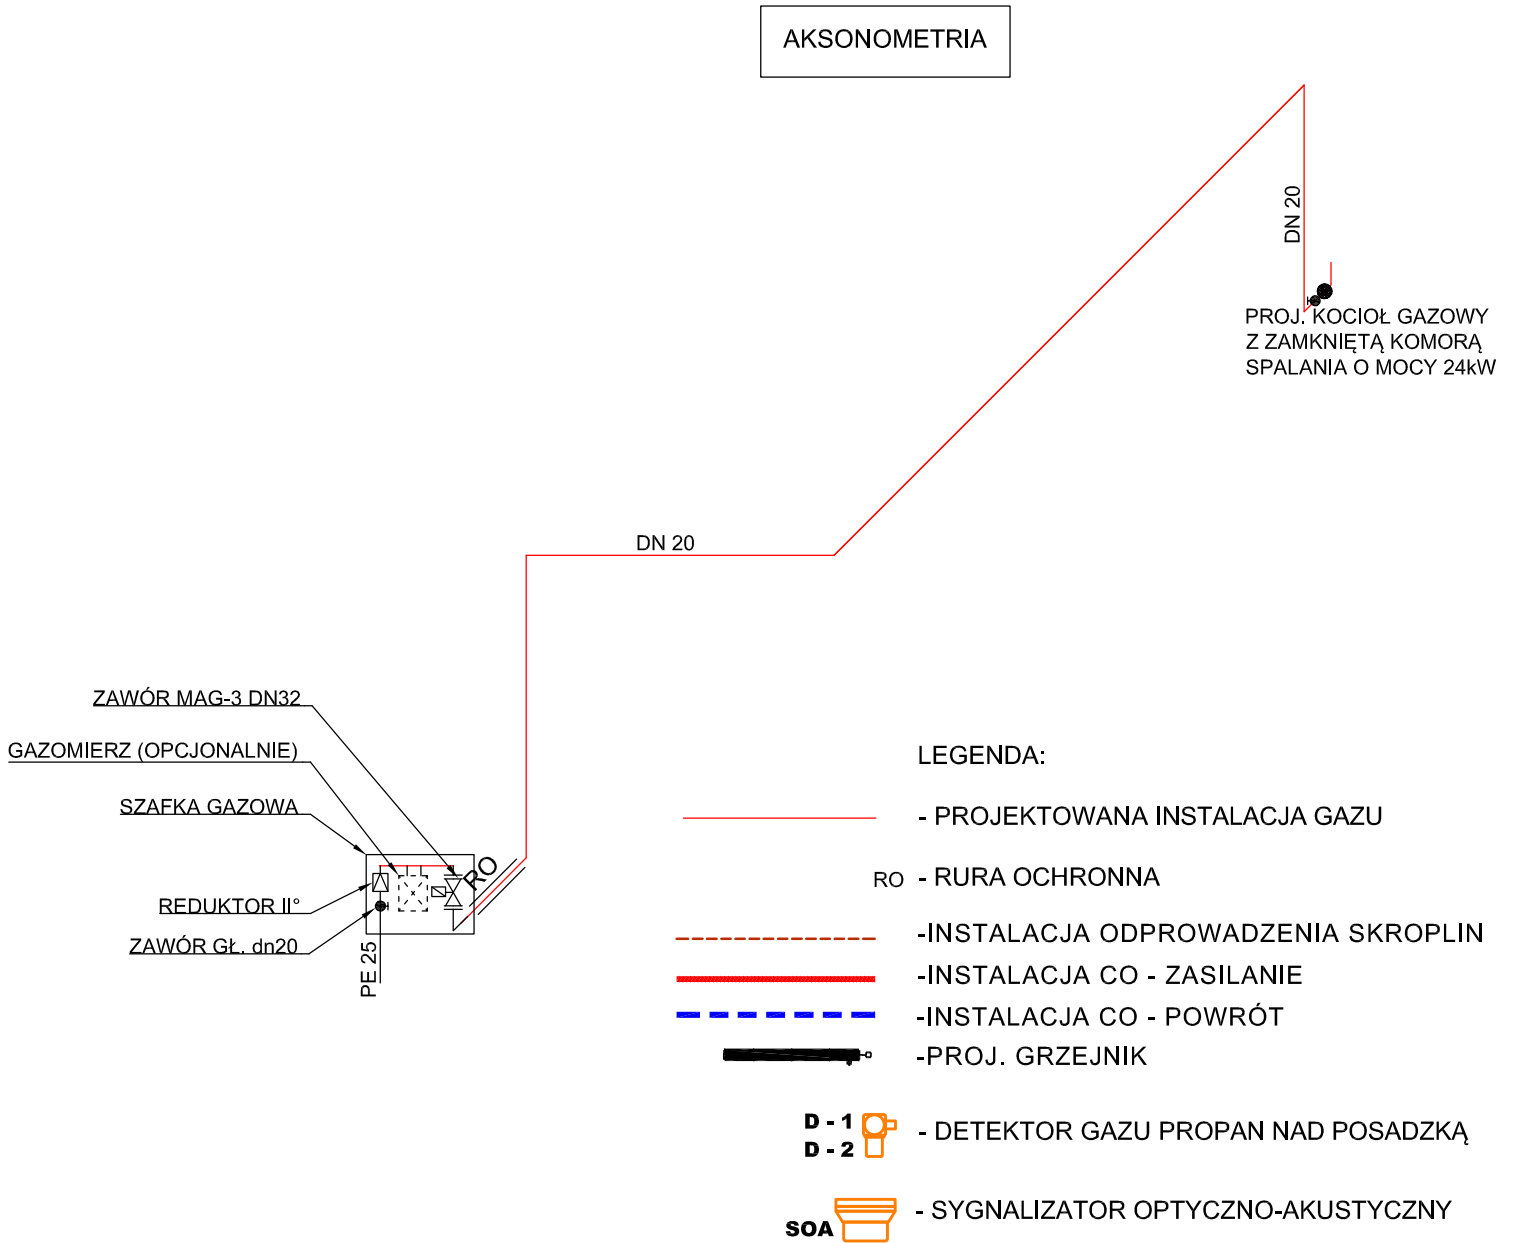 AKSONOMETRIA
DN 20
PROJ. KOCIOŁ GAZOWY
Z ZAMKNIĘTĄ KOMORĄ
SPALANIA O MOCY 24kW
DN 20
ZAWÓR MAG-3 DN32
GAZOMIERZ (OPCJONALNIE)
SZAFKA GAZOWA
REDUKTOR II°
ZAWÓR GŁ. dn20
PE 25
RO
LEGENDA:
- PROJEKTOWANA INSTALACJA GAZU
RO - RURA OCHRONNA
-INSTALACJA ODPROWADZENIA SKROPLIN
-INSTALACJA CO - ZASILANIE
-INSTALACJA CO - POWRÓT
-PROJ. GRZEJNIK
D - 1
D - 2
- DETEKTOR GAZU PROPAN NAD POSADZKĄ
SOA - SYGNALIZATOR OPTYCZNO-AKUSTYCZNY